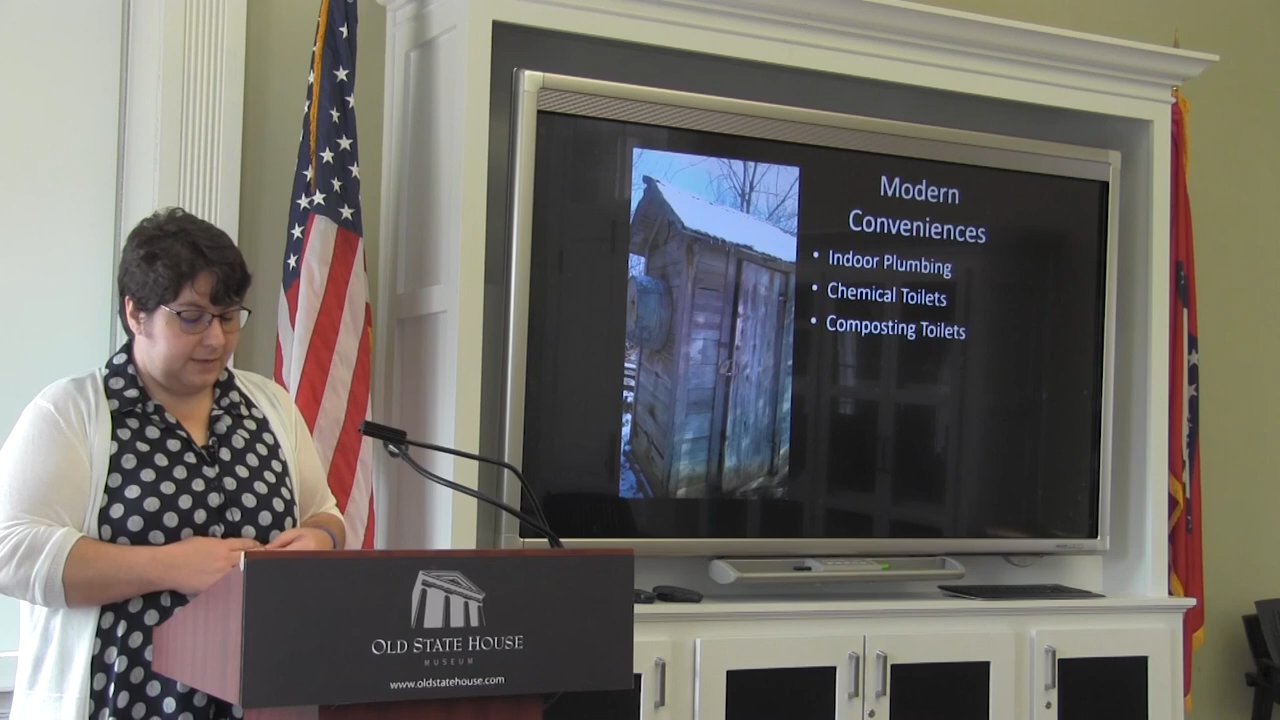 Modern
Conveniences
• Indoor Plumbing
• Chemical Toilets
• Composting Toilets
OLD STATE HOUSE
MUSEUM
www.oldstatehouse.com